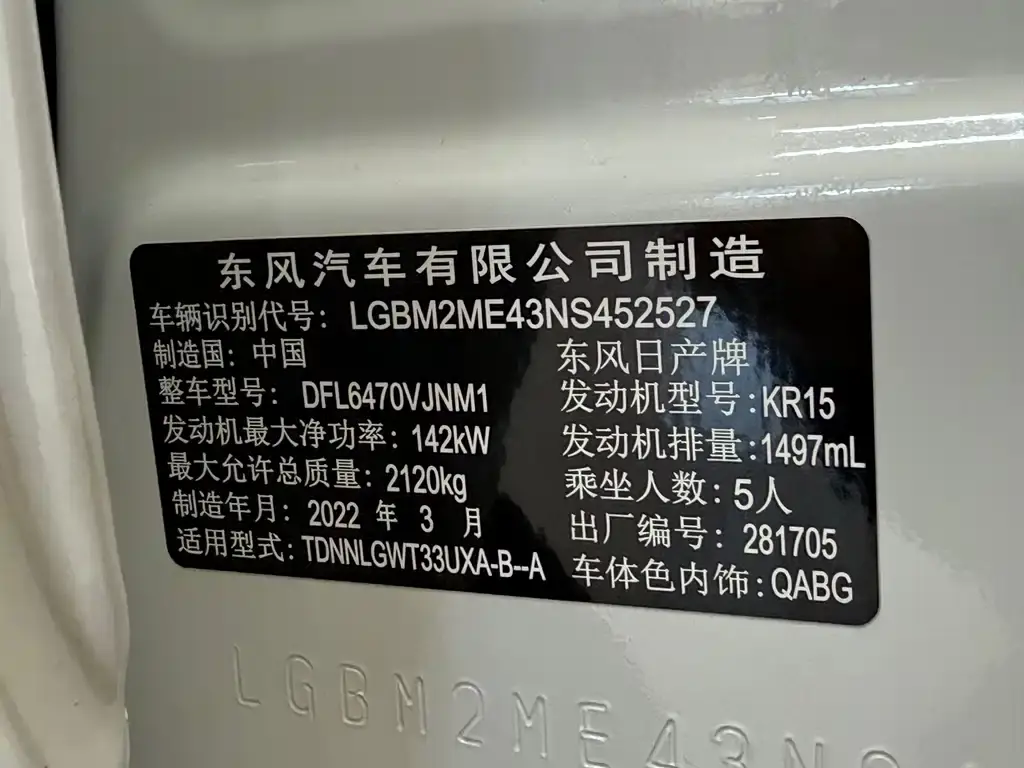 东风汽车有限公司制造
车辆识别代号: LGBM2ME43NS452527
制造国: 中国 东风日产牌
整车型号: DFL6470VJNM1 发动机型号:KR15
发动机最大净功率: 142kW 发动机排量:1497mL
最大允许总质量: 2120kg 乘坐人数: 5人
制造年月: 2022 年 3 月 出厂编号: 281705
适用型式: TDNNLGWT33UXA-B--A 车体色内饰:QABG
LGBM2ME43N